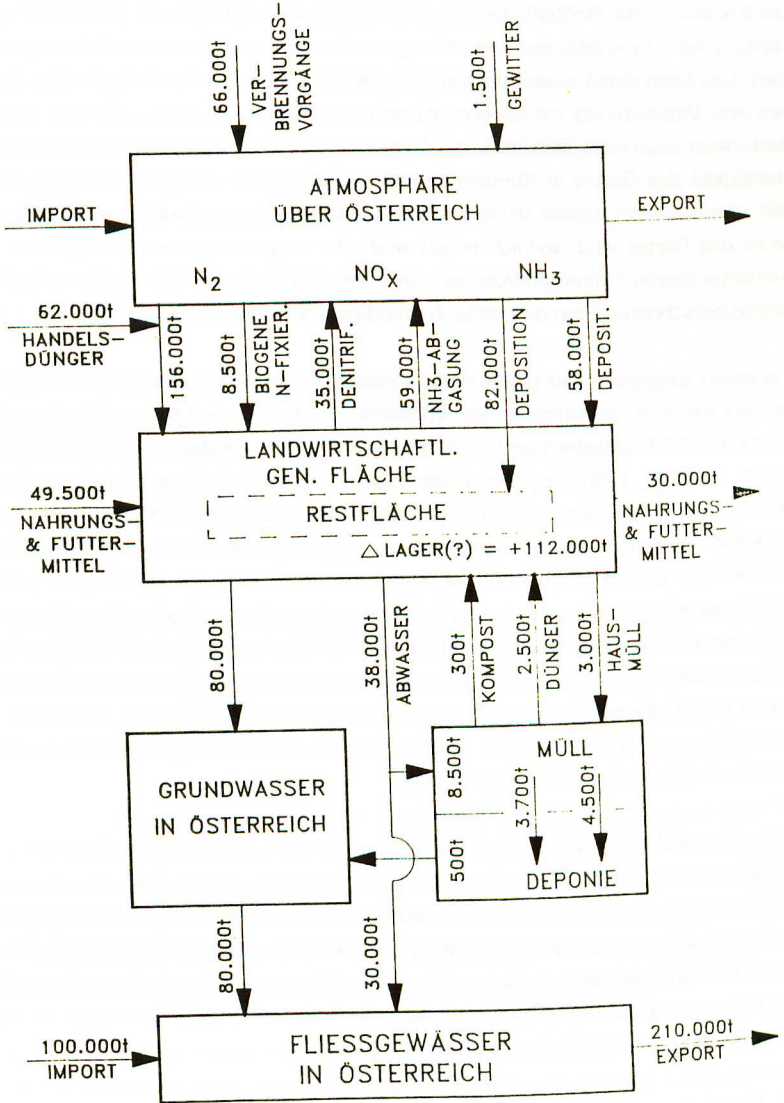 66.000t
VER-
BRENNUNGS-
VORGÄNGE
1.500t
GEWITTER
ATMOSPHÄRE
ÜBER ÖSTERREICH
N2 NOX NH3
IMPORT
EXPORT
62.000t
HANDELS-
DÜNGER
156.000t
8.500t
BIOGENE
N-FIXIER.
35.000t
DENITRIF.
59.000t
NH3-AB-
GASUNG
82.000t
DEPOSITION
58.000t
DEPOSIT.
LANDWIRTSCHAFTL.
GEN. FLÄCHE
RESTFLÄCHE
△ LAGER(?) = +112.000t
49.500t
NAHRUNGS-
& FUTTER-
MITTEL
30.000t
NAHRUNGS-
& FUTTER-
MITTEL
80.000t
38.000t
ABWASSER
300t
KOMPOST
2.500t
DÜNGER
3.000t
HAUS-
MÜLL
GRUNDWASSER
IN ÖSTERREICH
8.500t
MÜLL
3.700t
4.500t
500t
DEPONIE
80.000t
30.000t
100.000t
IMPORT
FLIESSGEWÄSSER
IN ÖSTERREICH
210.000t
EXPORT